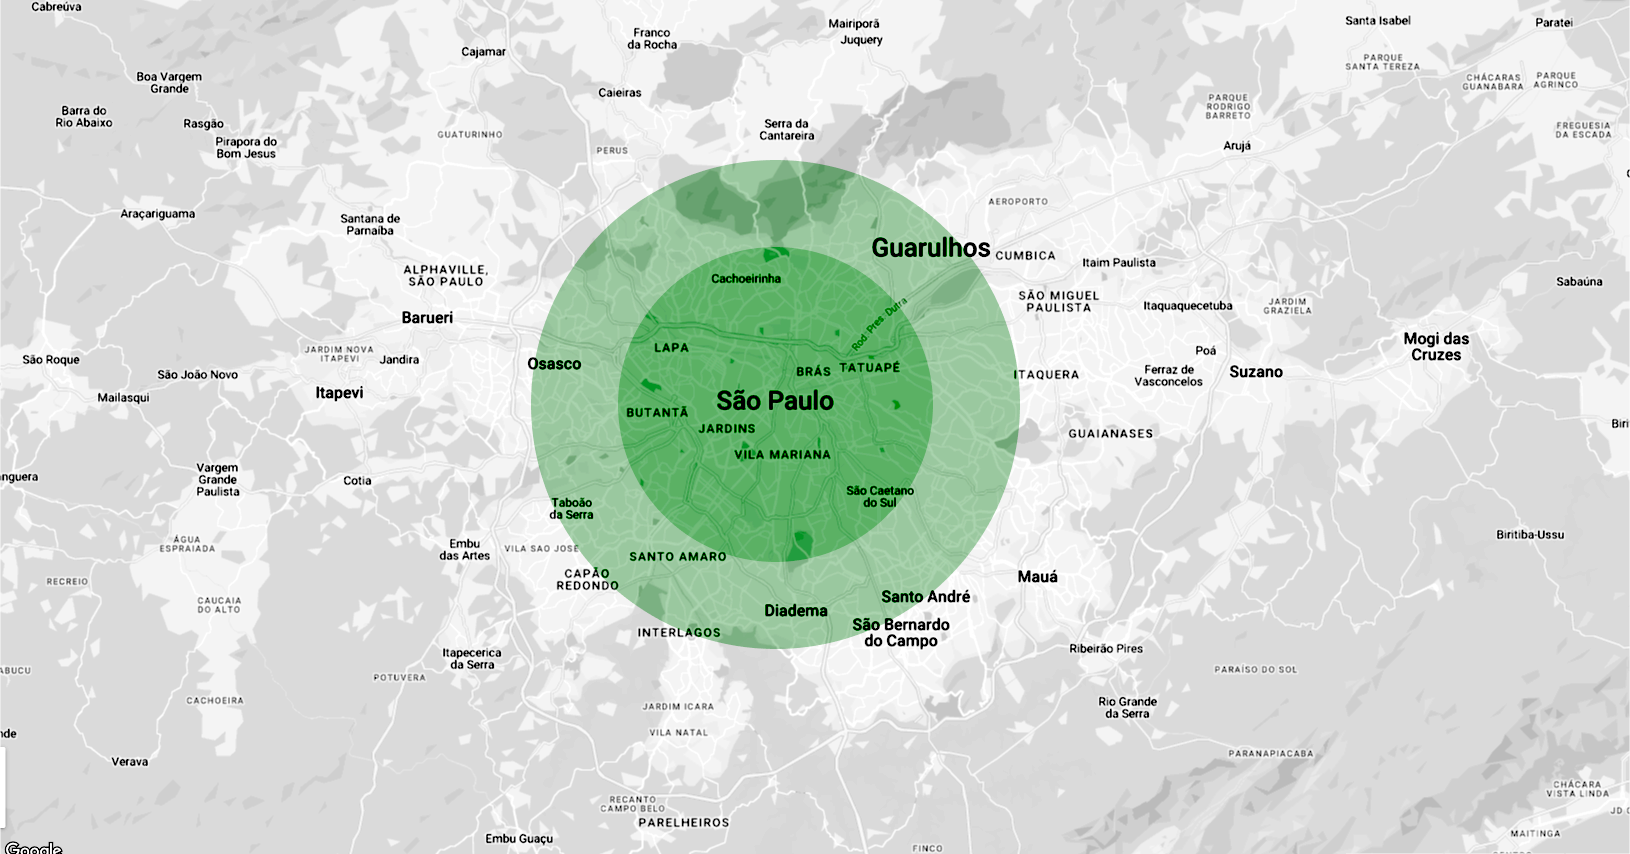 Cabreúva
Mairiporã
Juquery
Santa Isabel
Paratei
Franco
da Rocha
Cajamar
PARQUE
SANTA TEREZA
CHÁCARAS
GUANABARA
PARQUE
AGRINCO
Boa Vargem
Grande
Caieiras
PARQUE
RODRIGO
BARRETO
Barra do
Rio Abaixo
Rasgão
GUATURINHO
Serra da
Cantareira
FREGUESIA
DA ESCADA
Pirapora do
Bom Jesus
PERUS
Arujá
Araçariguama
Santana de
Parnaíba
AEROPORTO
Guarulhos
CUMBICA
Itaim Paulista
ALPHAVILLE,
SÃO PAULO
Cachoeirinha
Sabaúna
SÃO MIGUEL
PAULISTA
Itaquaquecetuba
JARDIM
GRAZIELA
Barueri
Rod. Pres. Dutra
Mogi das
Cruzes
São Roque
JARDIM NOVA
ITAPEVI
Jandira
LAPA
Poá
Osasco
BRÁS
TATUAPÉ
ITAQUERA
Ferraz de
Vasconcelos
Suzano
São João Novo
Mailasqui
Itapevi
São Paulo
BUTANTÃ
JARDINS
GUAIANASES
Biri
VILA MARIANA
Vargem
Grande
Paulista
nguera
Cotia
São Caetano
do Sul
Taboão
da Serra
Biritiba-Ussu
ÁGUA
ESPRAIADA
Embu
das Artes
VILA SAO JOSE
SANTO AMARO
RECREIO
CAPÃO
REDONDO
Mauá
CAUCAIA
DO ALTO
Diadema
Santo André
São Bernardo
do Campo
INTERLAGOS
Itapecerica
da Serra
Ribeirão Pires
ABUCU
POTUVERA
PARAÍSO DO SOL
CACHOEIRA
JARDIM ICARA
Rio Grande
da Serra
nde
VILA NATAL
PARANAPIACABA
Verava
CHÁCARA
VISTA LINDA
RECANTO
CAMPO BELO
PARELHEIROS
JD
MAITINGA
Embu Guaçu
FINCO
Google